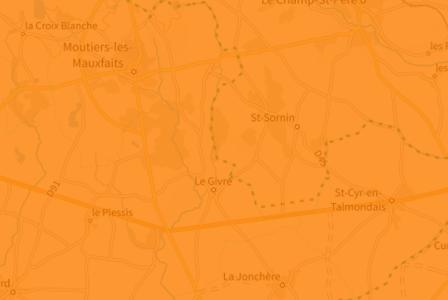 Le Champ-St-Père
la Croix Blanche
Moutiers-les-
Mauxfaits
les
St-Sornin
D91
Le Givre
St-Cyr-en-
Talmondais
le Plessis
La Jonchère